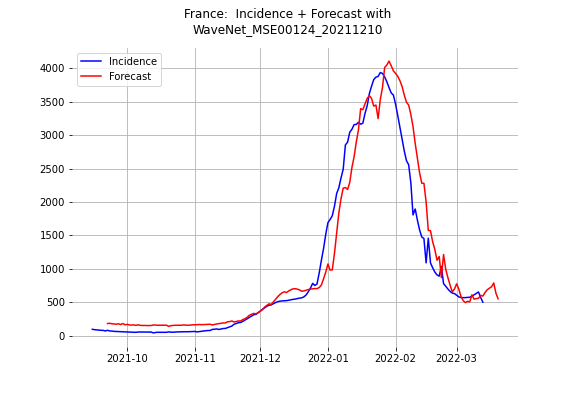 France:  Incidence + Forecast with
WaveNet_MSE00124_20211210
Incidence
Forecast
4000
3500
3000
2500
2000
1500
1000
500
0
2021-10 2021-11 2021-12 2022-01 2022-02 2022-03